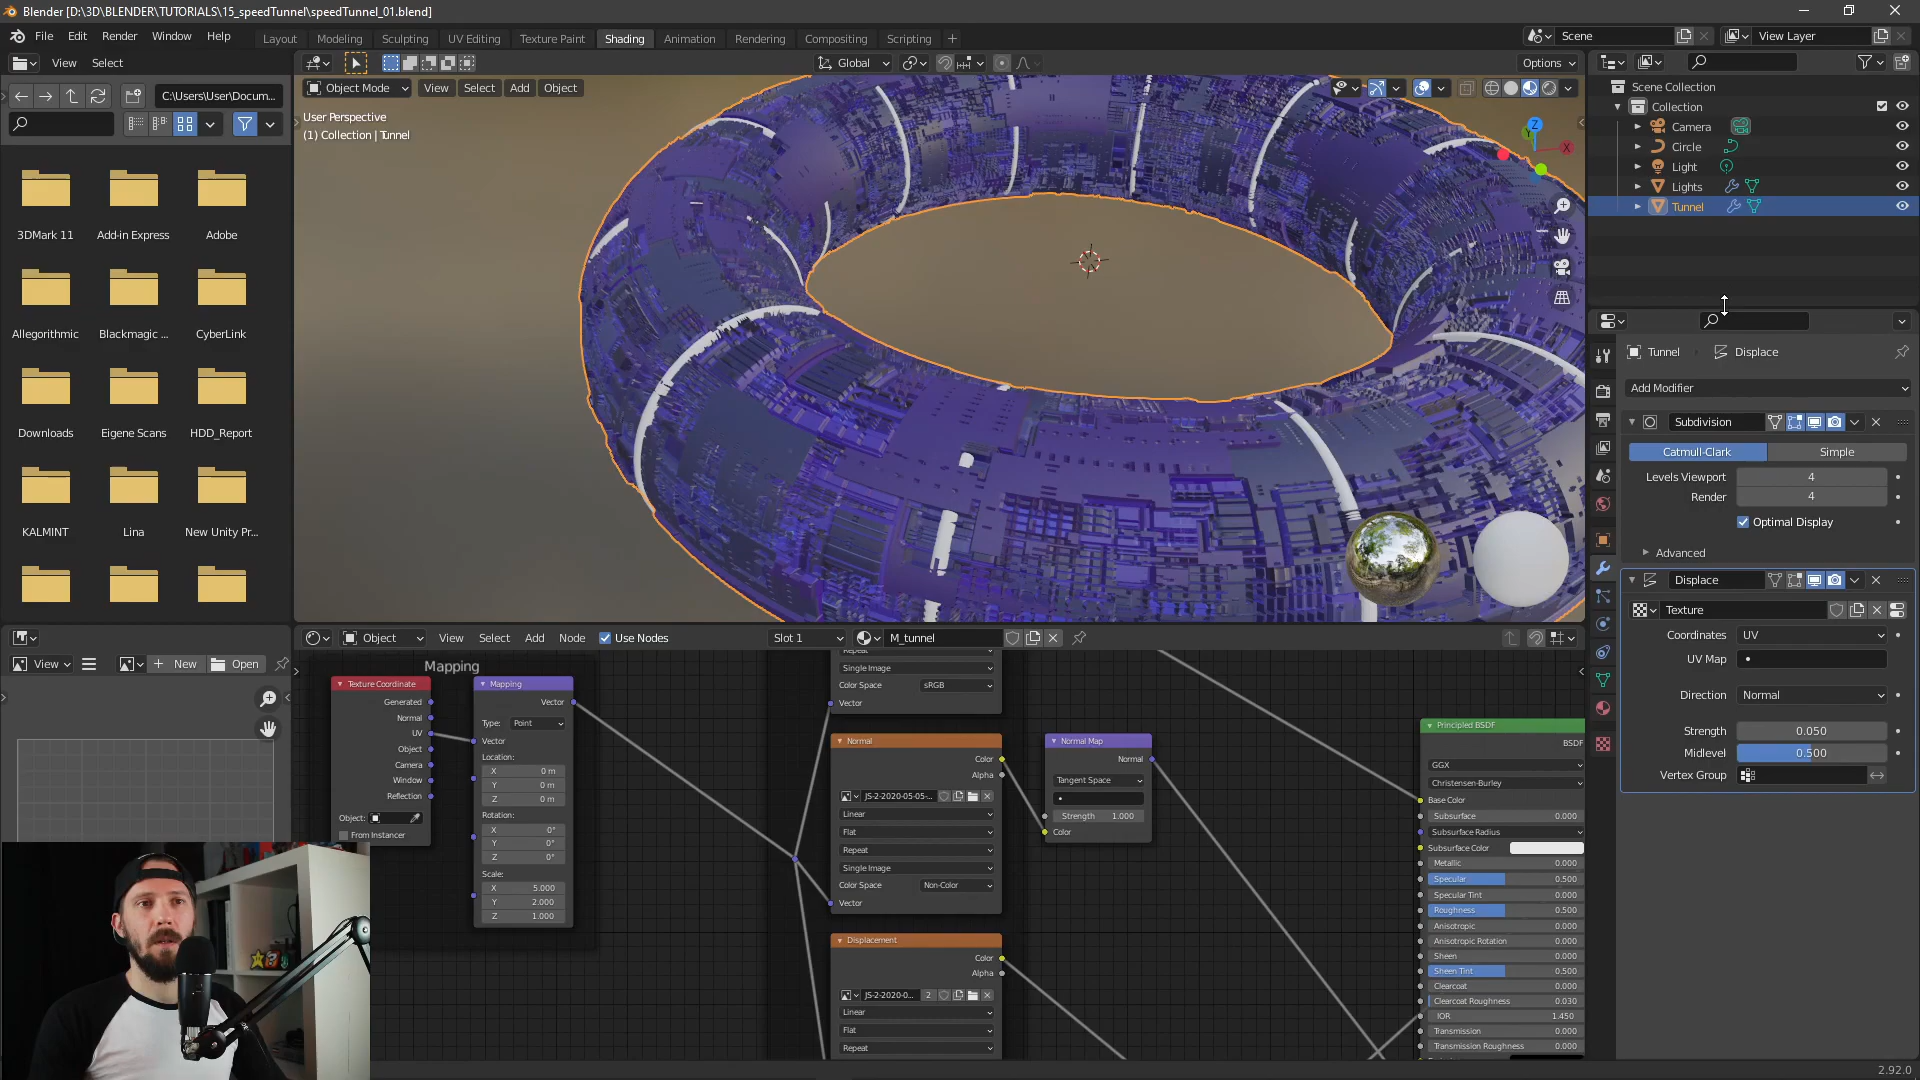 Blender [D:\3D\BLENDER\TUTORIALS\15_speedTunnel\speedTunnel_01.blend]
File Edit Render Window Help
Layout Modeling Sculpting UV Editing Texture Paint Shading Animation Rendering Compositing Scripting +
Scene
View Layer
View Select
Global
Options
C:\Users\User\Docum...
Object Mode View Select Add Object
User Perspective
(1) Collection | Tunnel
Z
Y
X
3DMark 11 Add-in Express Adobe
Allegorithmic Blackmagic ... CyberLink
Downloads Eigene Scans HDD_Report
KALMINT Lina New Unity Pr...
Scene Collection
Collection
Camera
Circle
Light
Lights
Tunnel
Tunnel Displace
Add Modifier
Subdivision
Catmull-Clark Simple
Levels Viewport 4
Render 4
Optimal Display
Advanced
Displace
Texture
Coordinates UV
UV Map
Direction Normal
Strength 0.050
Midlevel 0.500
Vertex Group
View New Open
Object View Select Add Node Use Nodes Slot 1 M_tunnel
Mapping
Texture Coordinate
Generated
Normal
UV
Object
Camera
Window
Reflection
Object:
From Instancer
Mapping
Vector
Type: Point
Vector
Location:
X 0 m
Y 0 m
Z 0 m
Rotation:
X 0°
Y 0°
Z 0°
Scale:
X 5.000
Y 2.000
Z 1.000
Repeat
Single Image
Color Space sRGB
Vector
Normal
Color
Alpha
JS-2-2020-05-05-...
Linear
Flat
Repeat
Single Image
Color Space Non-Color
Vector
Displacement
Color
Alpha
JS-2-2020-0... 2
Linear
Flat
Repeat
Normal Map
Normal
Tangent Space
Strength 1.000
Color
Principled BSDF
BSDF
GGX
Christensen-Burley
Base Color
Subsurface 0.000
Subsurface Radius
Subsurface Color
Metallic 0.000
Specular 0.500
Specular Tint 0.000
Roughness 0.500
Anisotropic 0.000
Anisotropic Rotation 0.000
Sheen 0.000
Sheen Tint 0.500
Clearcoat 0.000
Clearcoat Roughness 0.030
IOR 1.450
Transmission 0.000
Transmission Roughness 0.000
2.92.0